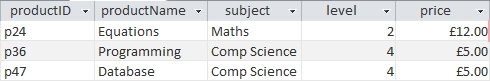 productID productName subject level price
p24 Equations Maths 2 £12.00
p36 Programming Comp Science 4 £5.00
p47 Database Comp Science 4 £5.00